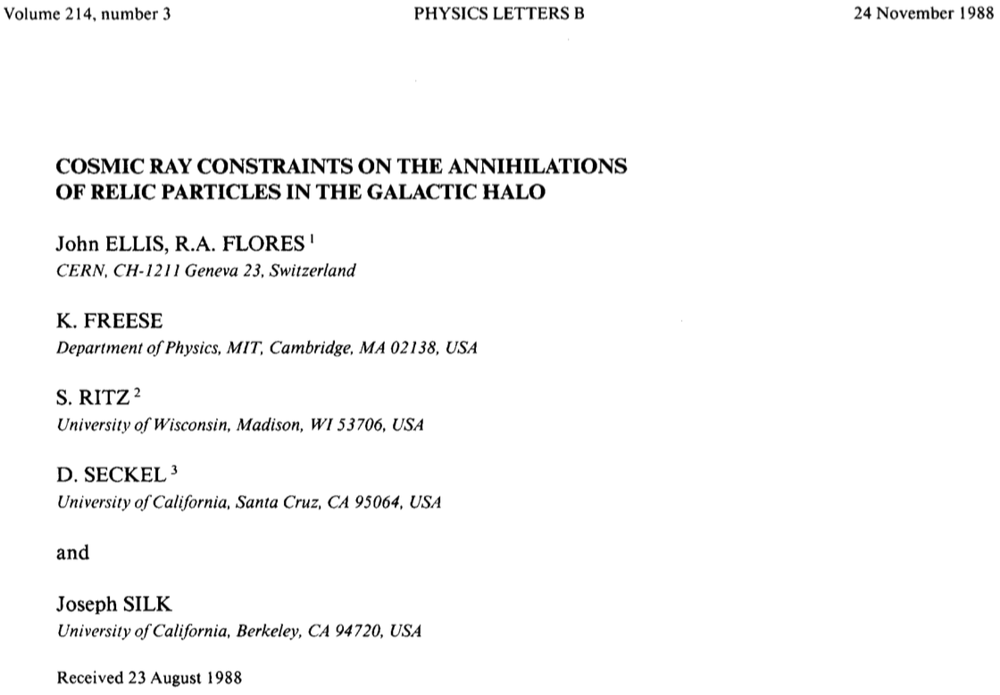 Volume 214, number 3
PHYSICS LETTERS B
24 November 1988
COSMIC RAY CONSTRAINTS ON THE ANNIHILATIONS
OF RELIC PARTICLES IN THE GALACTIC HALO
John ELLIS, R.A. FLORES 1
CERN, CH-1211 Geneva 23, Switzerland
K. FREESE
Department of Physics, MIT, Cambridge, MA 02138, USA
S. RITZ 2
University of Wisconsin, Madison, WI 53706, USA
D. SECKEL 3
University of California, Santa Cruz, CA 95064, USA
and
Joseph SILK
University of California, Berkeley, CA 94720, USA
Received 23 August 1988